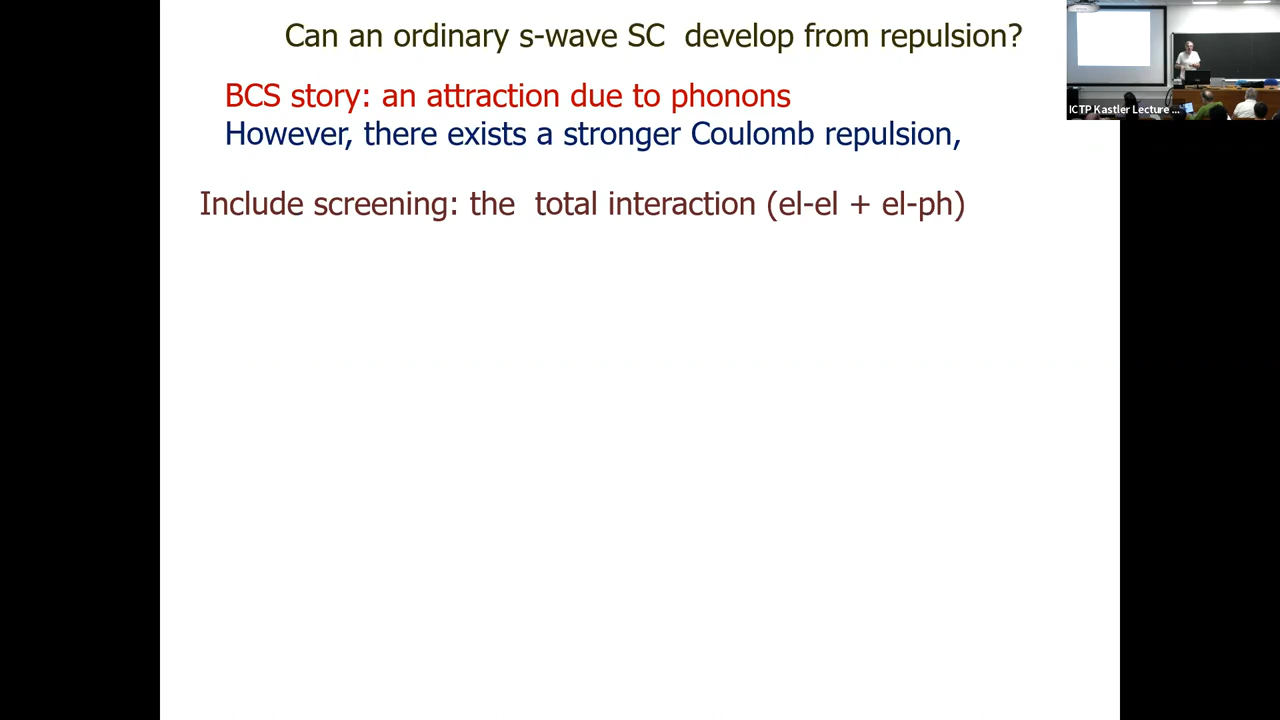 Can an ordinary s-wave SC develop from repulsion?
BCS story: an attraction due to phonons
However, there exists a stronger Coulomb repulsion,
Include screening: the total interaction (el-el + el-ph)
ICTP Kastler Lecture ...